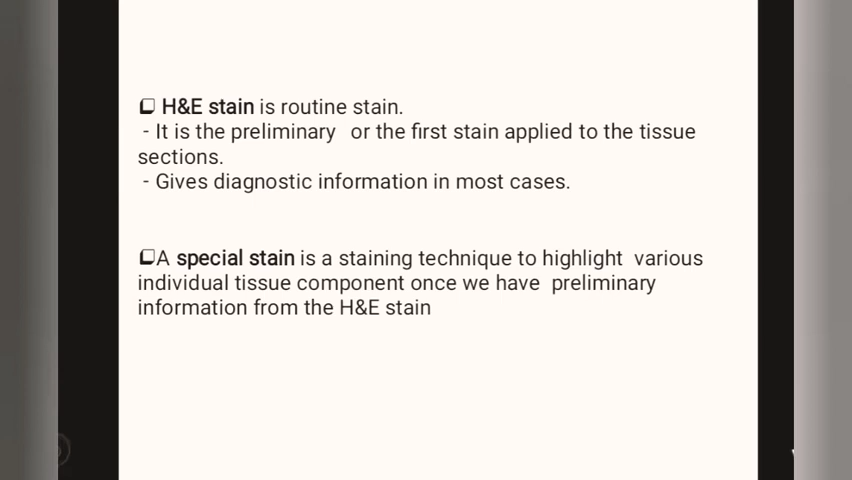 ❑ H&E stain is routine stain.
- It is the preliminary or the first stain applied to the tissue
sections.
- Gives diagnostic information in most cases.
❑A special stain is a staining technique to highlight various
individual tissue component once we have preliminary
information from the H&E stain